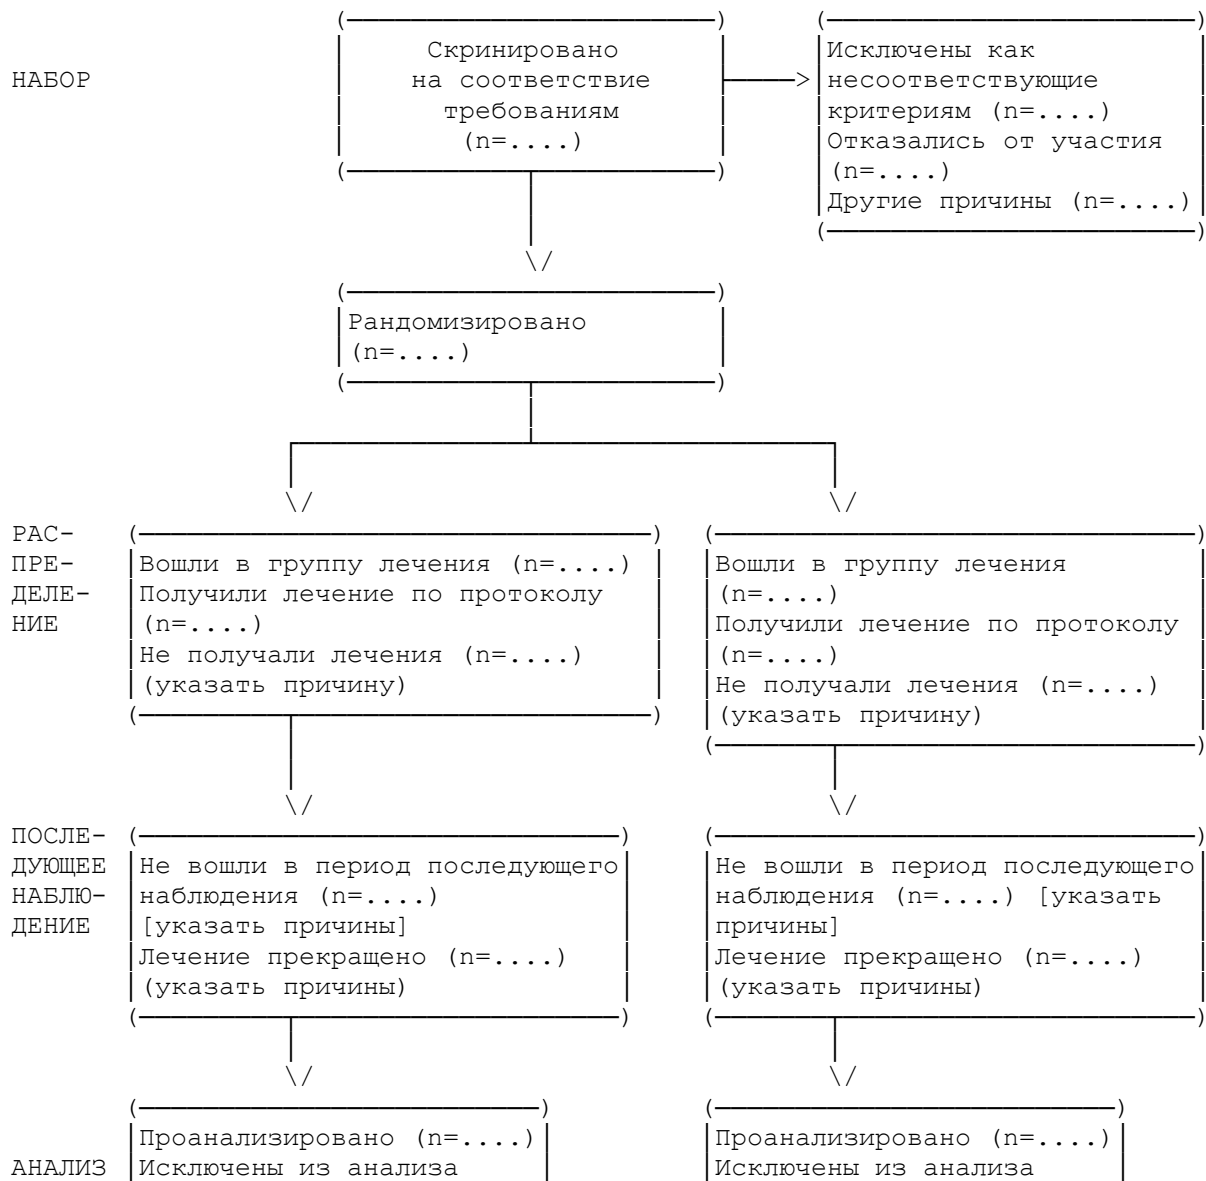 Скринировано
на соответствие
требованиям
(n=....)
Исключены как
несоответствующие
критериям (n=....)
Отказались от участия
(n=....)
Другие причины (n=....)
НАБОР
Рандомизировано
(n=....)
РАС-
ПРЕ-
ДЕЛЕ-
НИЕ
Вошли в группу лечения (n=....)
Получили лечение по протоколу
(n=....)
Не получали лечения (n=....)
(указать причину)
Вошли в группу лечения
(n=....)
Получили лечение по протоколу
(n=....)
Не получали лечения (n=....)
(указать причину)
ПОСЛЕ-
ДУЮЩЕЕ
НАБЛЮ-
ДЕНИЕ
Не вошли в период последующего
наблюдения (n=....)
[указать причины]
Лечение прекращено (n=....)
(указать причины)
Не вошли в период последующего
наблюдения (n=....) [указать
причины]
Лечение прекращено (n=....)
(указать причины)
АНАЛИЗ
Проанализировано (n=....)
Исключены из анализа
Проанализировано (n=....)
Исключены из анализа